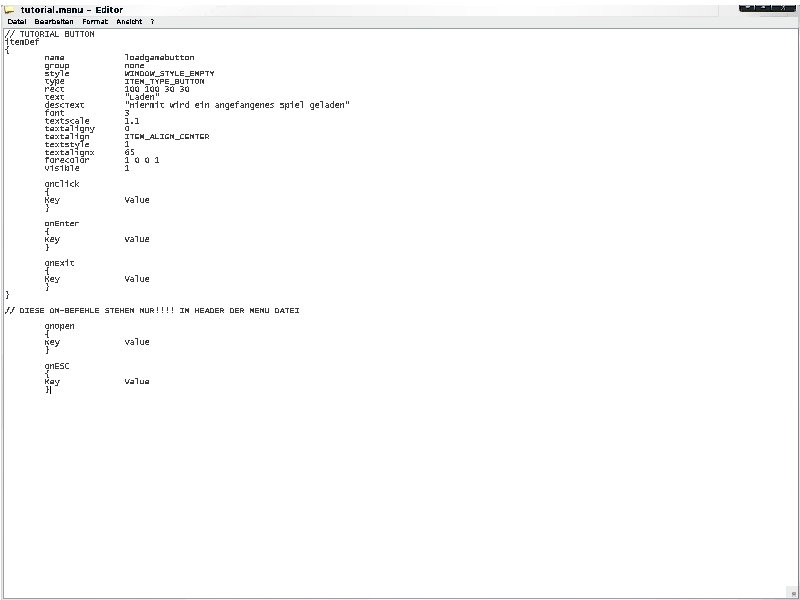 tutorial.menu - Editor
Datei Bearbeiten Format Ansicht ?
// TUTORIAL BUTTON
itemDef
{
name loadgamebutton
group none
style WINDOW_STYLE_EMPTY
type ITEM_TYPE_BUTTON
rect 100 100 30 30
text "Laden"
descText "Hiermit wird ein angefangenes Spiel geladen"
font 3
textscale 1.1
textaligny 0
textalign ITEM_ALIGN_CENTER
textstyle 1
textalignx 65
forecolor 1 0 0 1
visible 1
onClick
{
Key Value
}
onEnter
{
Key Value
}
onExit
{
Key Value
}
}
// DIESE ON-BEFEHLE STEHEN NUR!!!! IM HEADER DER MENU DATEI
onOpen
{
Key Value
}
onESC
{
Key Value
}